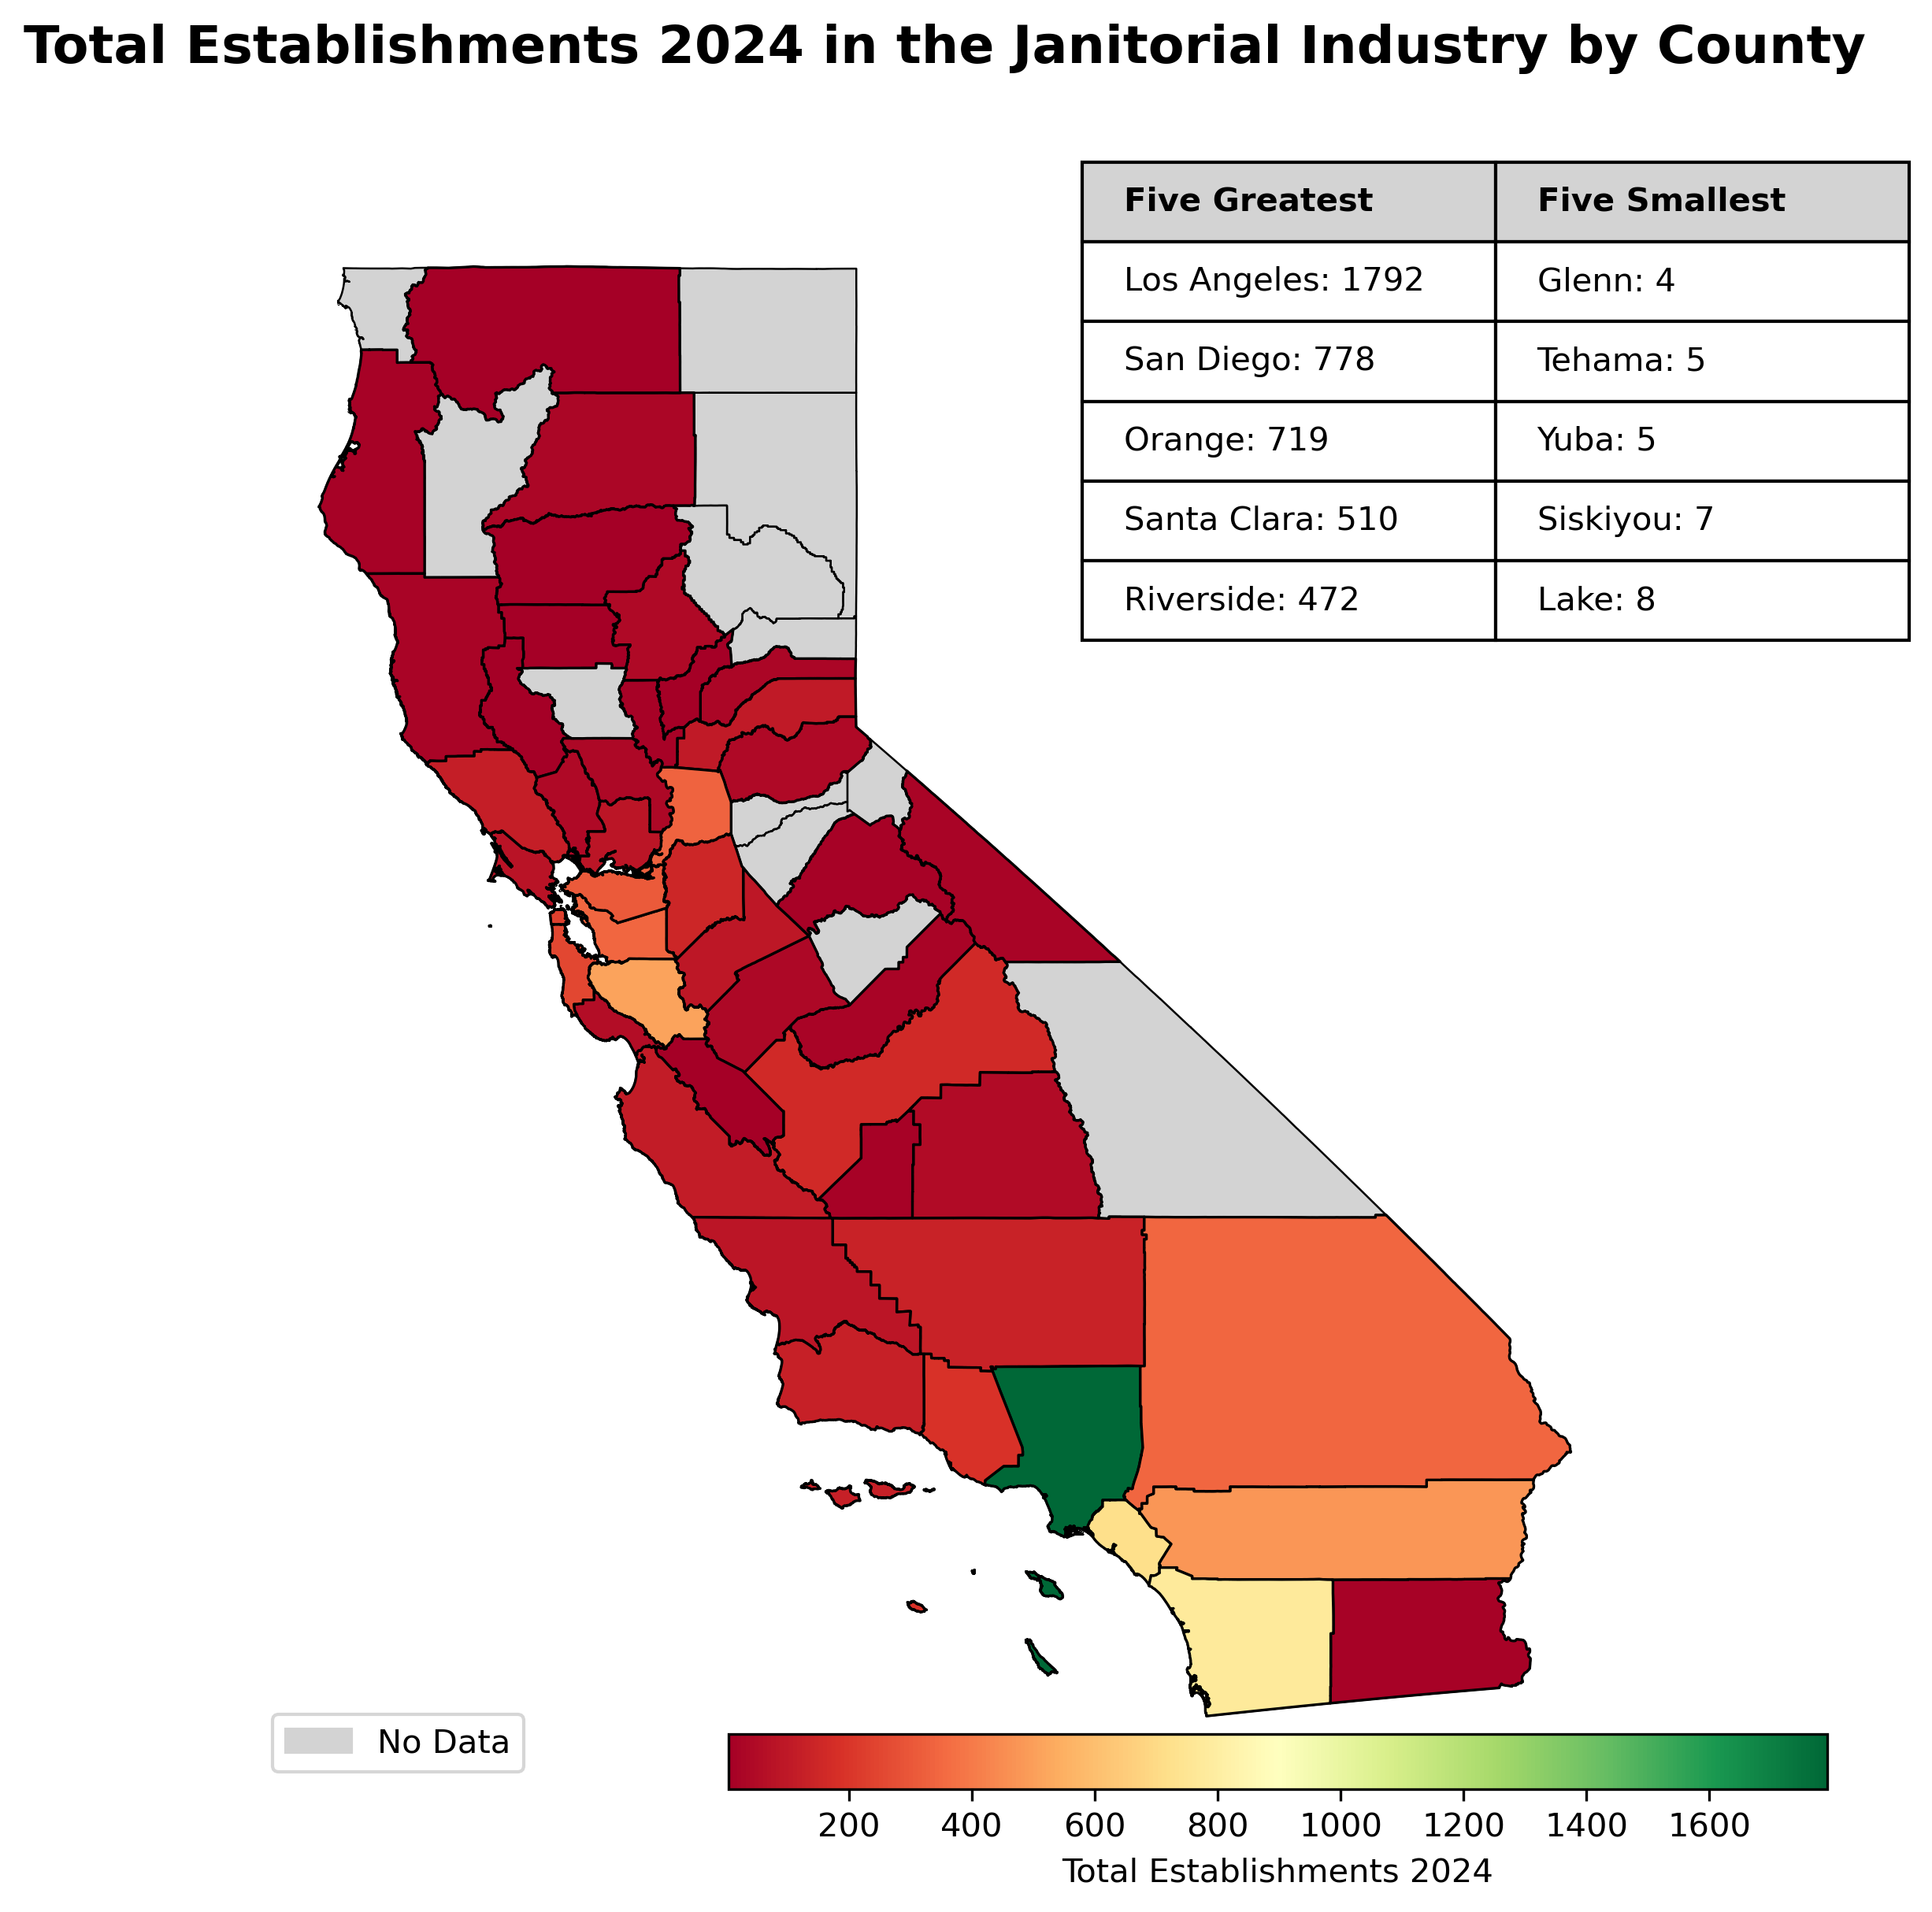 Total Establishments 2024 in the Janitorial Industry by County
Five Greatest Five Smallest
Los Angeles: 1792 Glenn: 4
San Diego: 778 Tehama: 5
Orange: 719 Yuba: 5
Santa Clara: 510 Siskiyou: 7
Riverside: 472 Lake: 8
No Data
200 400 600 800 1000 1200 1400 1600
Total Establishments 2024